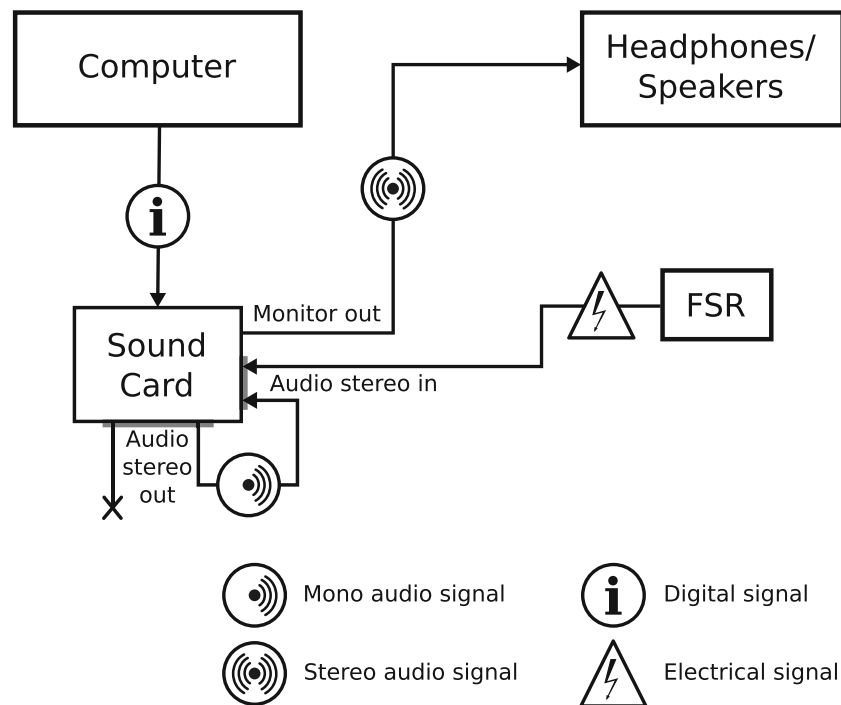 Computer
Headphones/
Speakers
i
Monitor out
FSR
Sound
Card
Audio stereo in
Audio
stereo
out
Mono audio signal
i
Digital signal
Stereo audio signal
Electrical signal